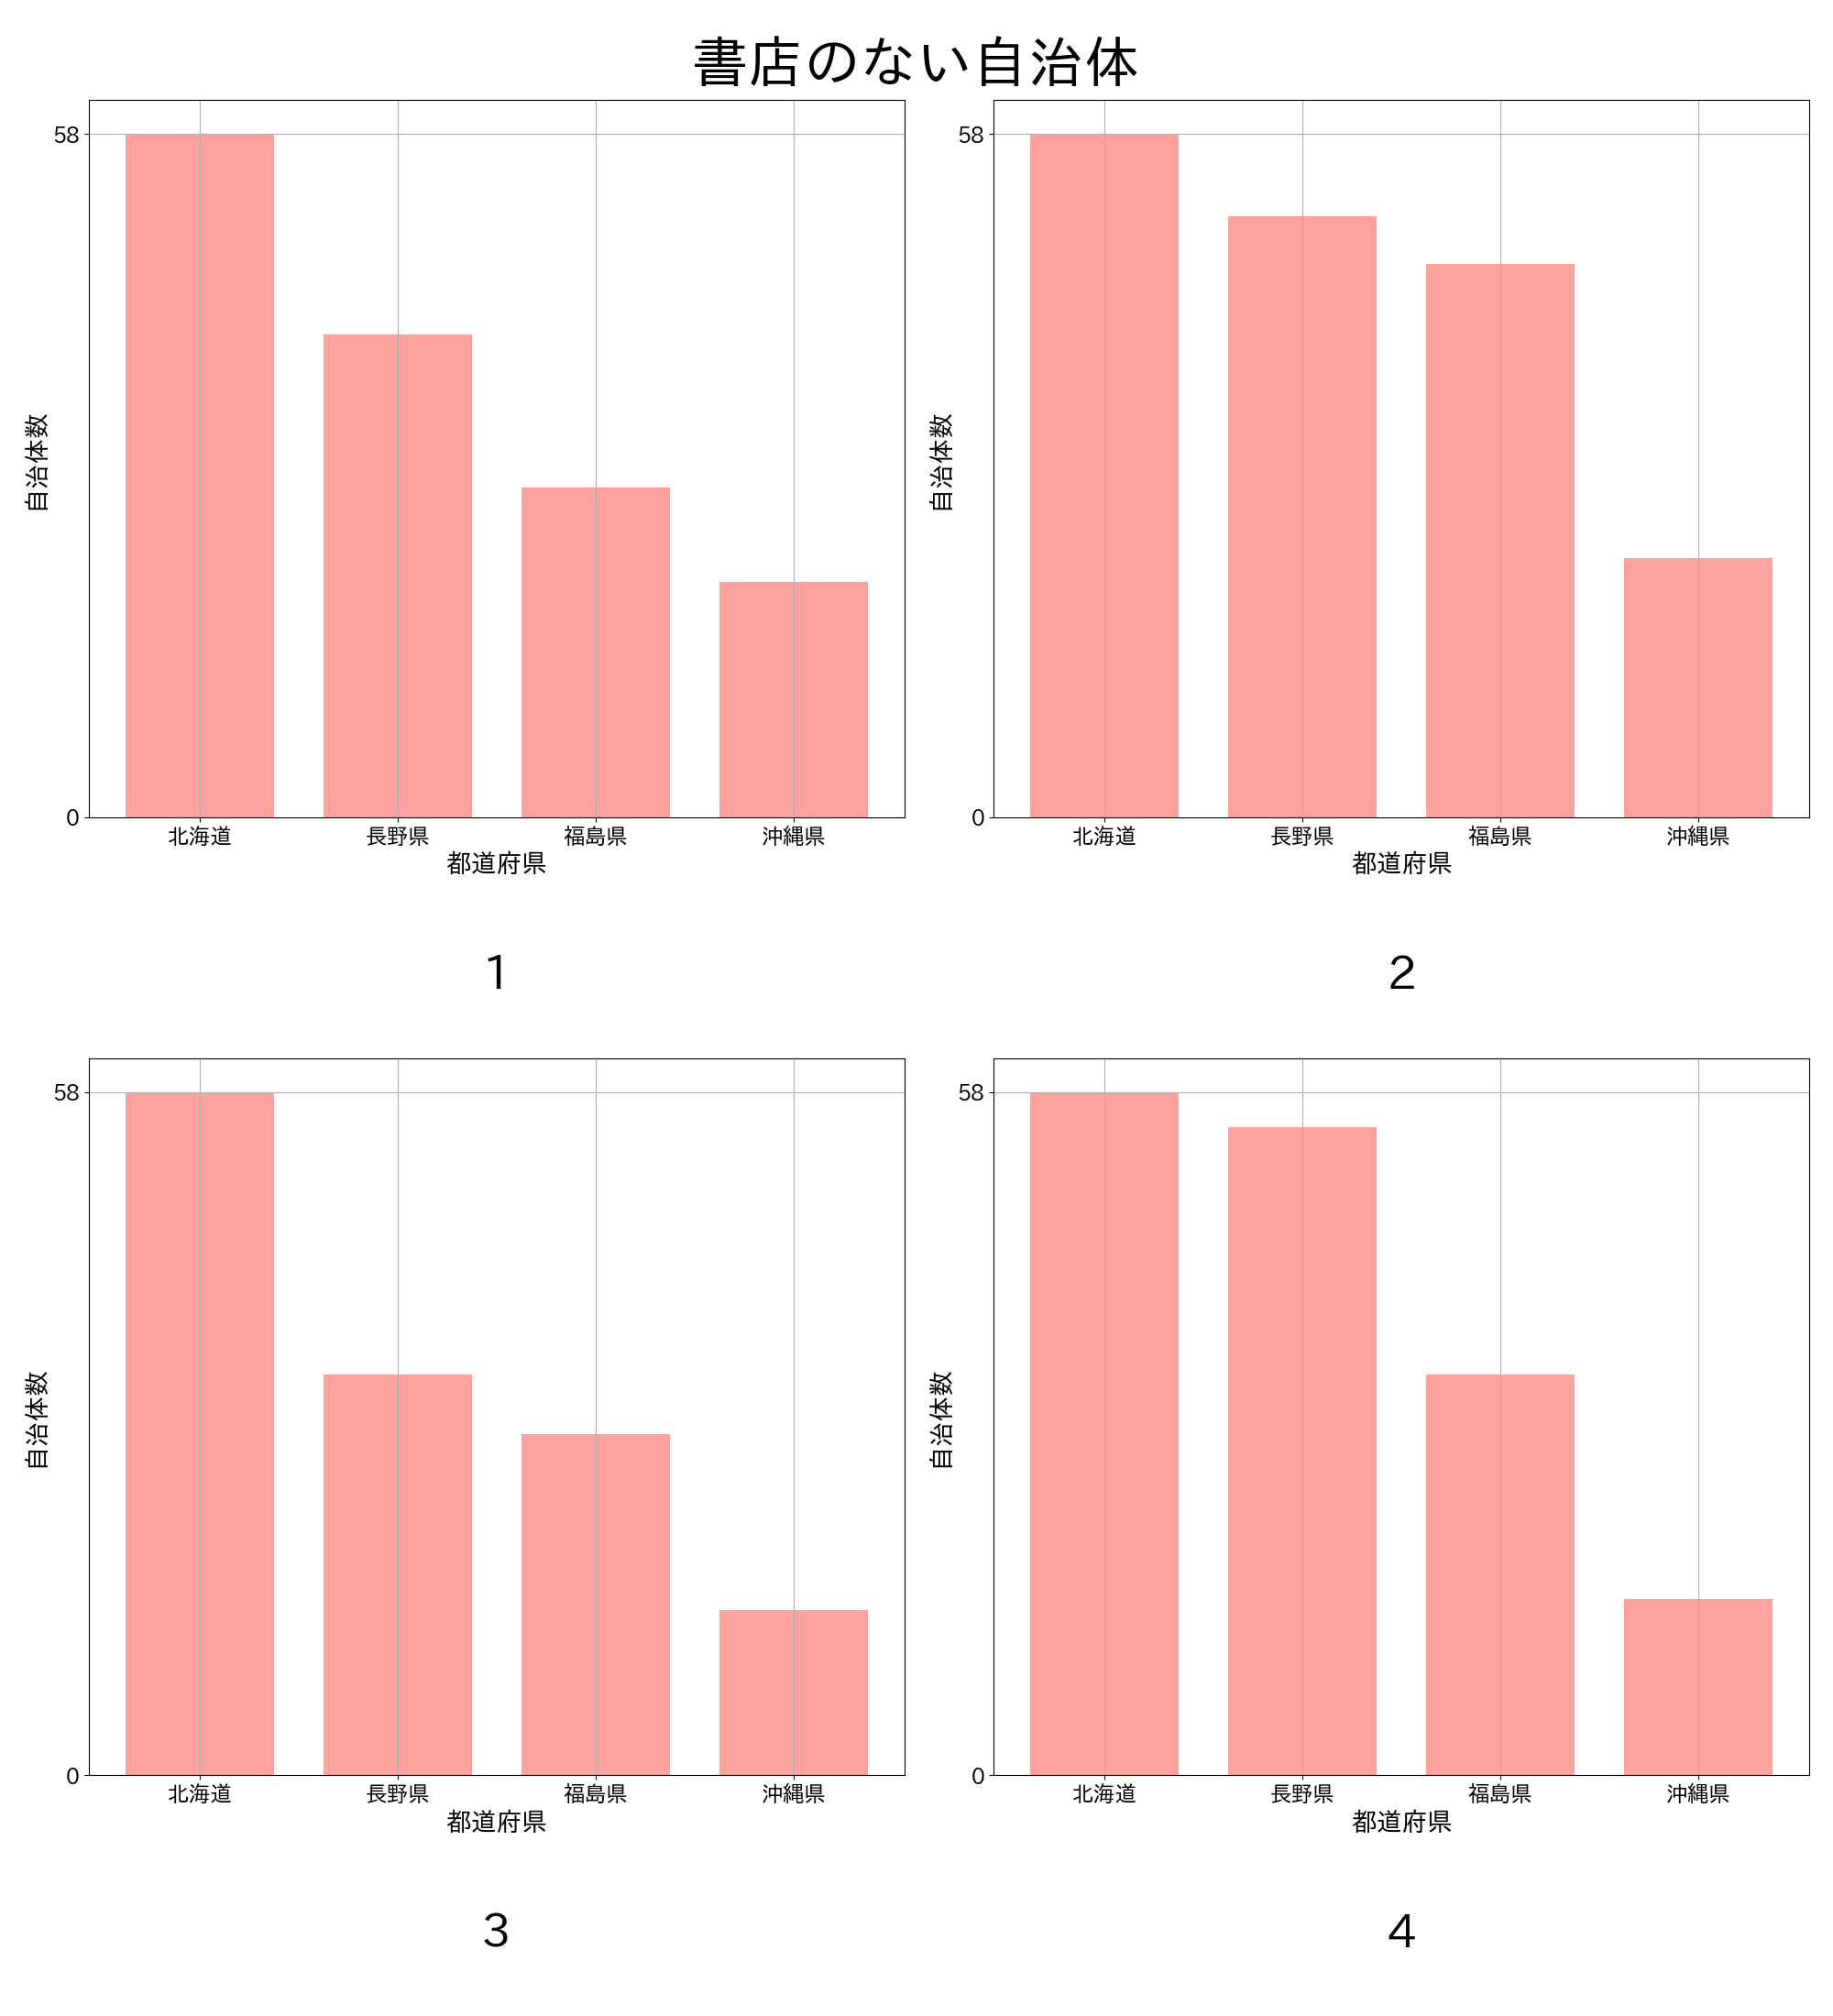 書店のない自治体
58
0
自治体数
北海道 長野県 福島県 沖縄県
都道府県
1
58
0
自治体数
北海道 長野県 福島県 沖縄県
都道府県
2
58
0
自治体数
北海道 長野県 福島県 沖縄県
都道府県
3
58
0
自治体数
北海道 長野県 福島県 沖縄県
都道府県
4